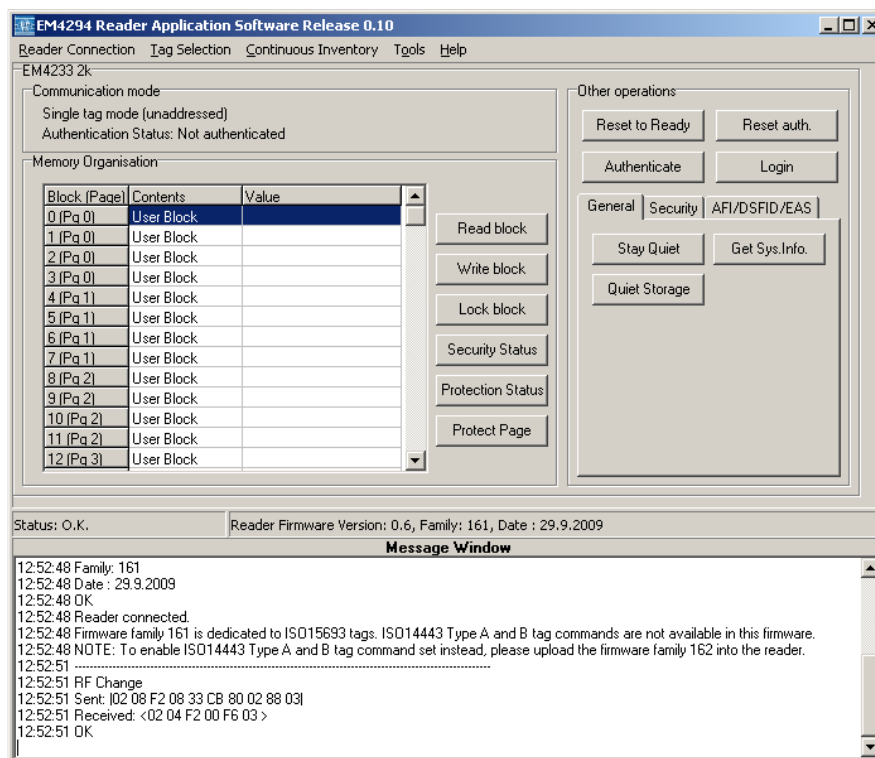 EM4294 Reader Application Software Release 0.10
Reader Connection Tag Selection Continuous Inventory Tools Help
EM4233 2k
Communication mode
Single tag mode (unaddressed)
Authentication Status: Not authenticated
Memory Organisation
Block (Page) Contents Value
0 (Pg 0) User Block
1 (Pg 0) User Block
2 (Pg 0) User Block
3 (Pg 0) User Block
4 (Pg 1) User Block
5 (Pg 1) User Block
6 (Pg 1) User Block
7 (Pg 1) User Block
8 (Pg 2) User Block
9 (Pg 2) User Block
10 (Pg 2) User Block
11 (Pg 2) User Block
12 (Pg 3) User Block
Read block
Write block
Lock block
Security Status
Protection Status
Protect Page
Other operations
Reset to Ready Reset auth.
Authenticate Login
General Security AFI/DSFID/EAS
Stay Quiet Get Sys.Info.
Quiet Storage
Status: O.K. Reader Firmware Version: 0.6, Family: 161, Date : 29.9.2009
Message Window
12:52:48 Family: 161
12:52:48 Date : 29.9.2009
12:52:48 OK
12:52:48 Reader connected.
12:52:48 Firmware family 161 is dedicated to ISO15693 tags. ISO14443 Type A and B tag commands are not available in this firmware.
12:52:48 NOTE: To enable ISO14443 Type A and B tag command set instead, please upload the firmware family 162 into the reader.
12:52:51 -----------------------------------------------------------------------------------------------------------
12:52:51 RF Change
12:52:51 Sent: |02 08 F2 08 33 CB 80 02 88 03|
12:52:51 Received: <02 04 F2 00 F6 03 >
12:52:51 OK